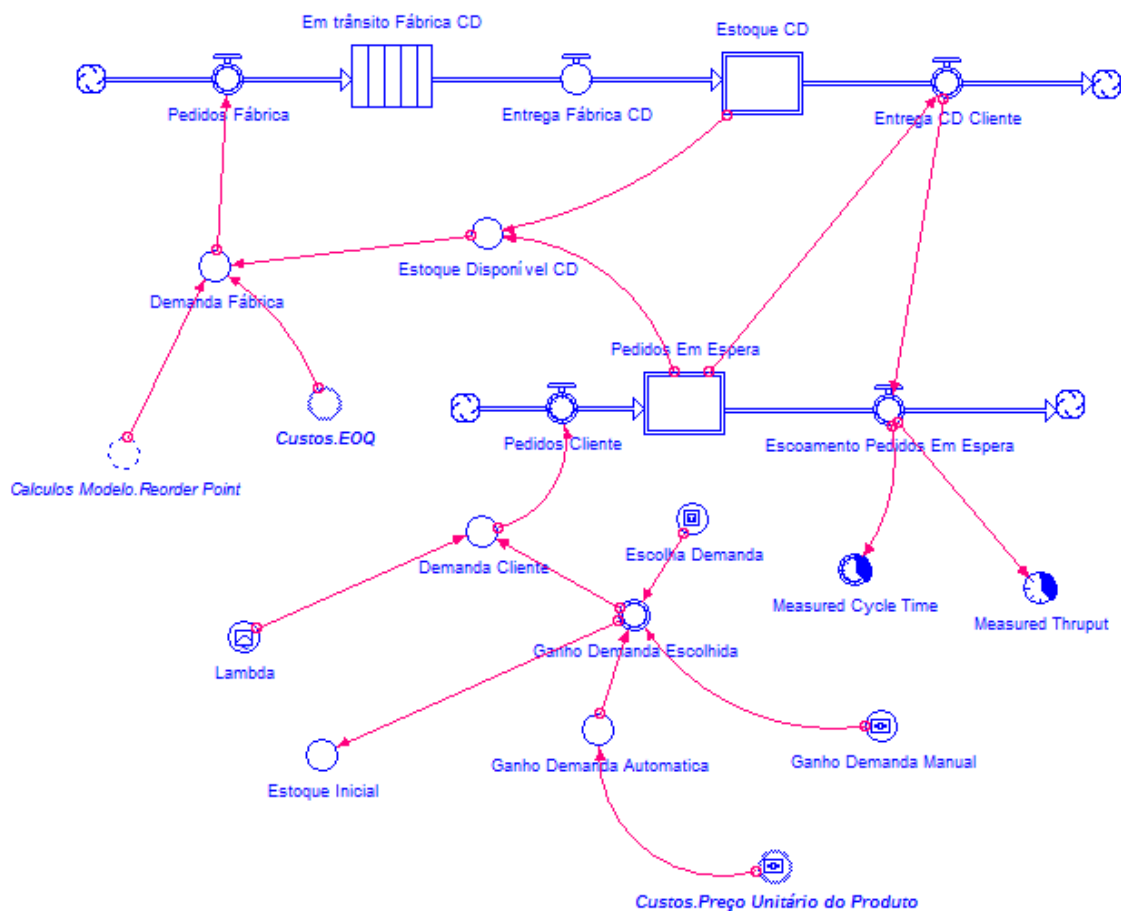 Em trânsito Fábrica CD
Estoque CD
Pedidos Fábrica
Entrega Fábrica CD
Entrega CD Cliente
Estoque Disponível CD
Demanda Fábrica
Pedidos Em Espera
Custos.EOQ
Pedidos Cliente
Escoamento Pedidos Em Espera
Calculos Modelo.Reorder Point
Escolha Demanda
Demanda Cliente
Measured Cycle Time
Measured Thruput
Ganho Demanda Escolhida
Lambda
Ganho Demanda Automatica
Ganho Demanda Manual
Estoque Inicial
Custos.Preço Unitário do Produto